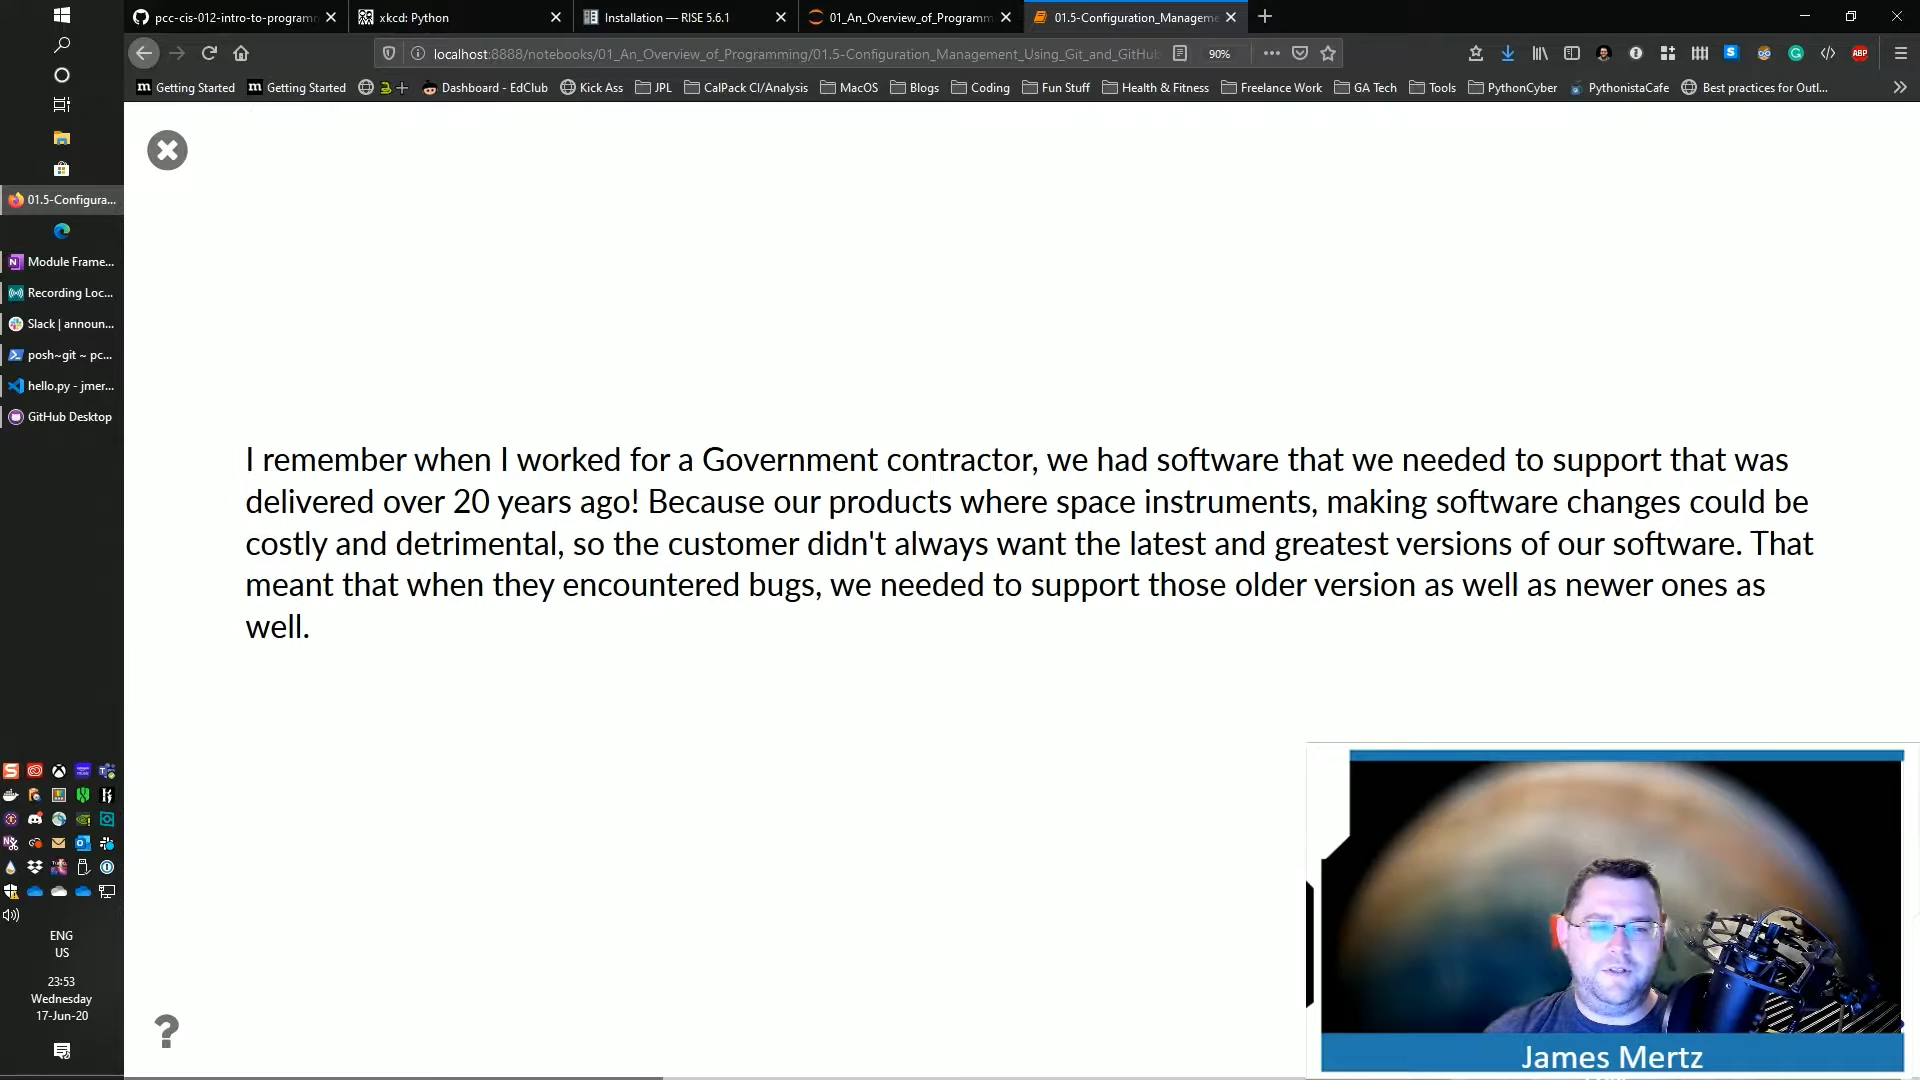 pcc-cis-012-intro-to-programm
xkcd: Python
Installation — RISE 5.6.1
01_An_Overview_of_Programm
01.5-Configuration_Manageme
localhost:8888/notebooks/01_An_Overview_of_Programming/01.5-Configuration_Management_Using_Git_and_GitHub
90%
Getting Started
Getting Started
Dashboard - EdClub
Kick Ass
JPL
CalPack CI/Analysis
MacOS
Blogs
Coding
Fun Stuff
Health & Fitness
Freelance Work
GA Tech
Tools
PythonCyber
PythonistaCafe
Best practices for Outl...
01.5-Configura...
Module Frame...
Recording Loc...
Slack | announ...
posh~git ~ pc...
hello.py - jmer...
GitHub Desktop
I remember when I worked for a Government contractor, we had software that we needed to support that was
delivered over 20 years ago! Because our products where space instruments, making software changes could be
costly and detrimental, so the customer didn't always want the latest and greatest versions of our software. That
meant that when they encountered bugs, we needed to support those older version as well as newer ones as
well.
ENG
US
23:53
Wednesday
17-Jun-20
?
James Mertz